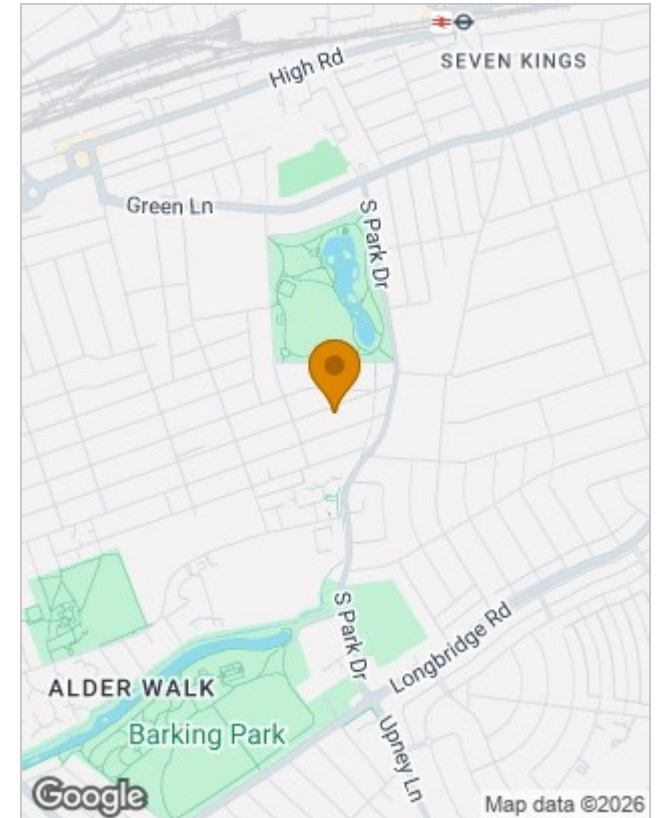 High Rd
SEVEN KINGS
Green Ln
S Park Dr
S Park Dr
Longbridge Rd
ALDER WALK
Barking Park
Upney Ln
Google
Map data ©2026